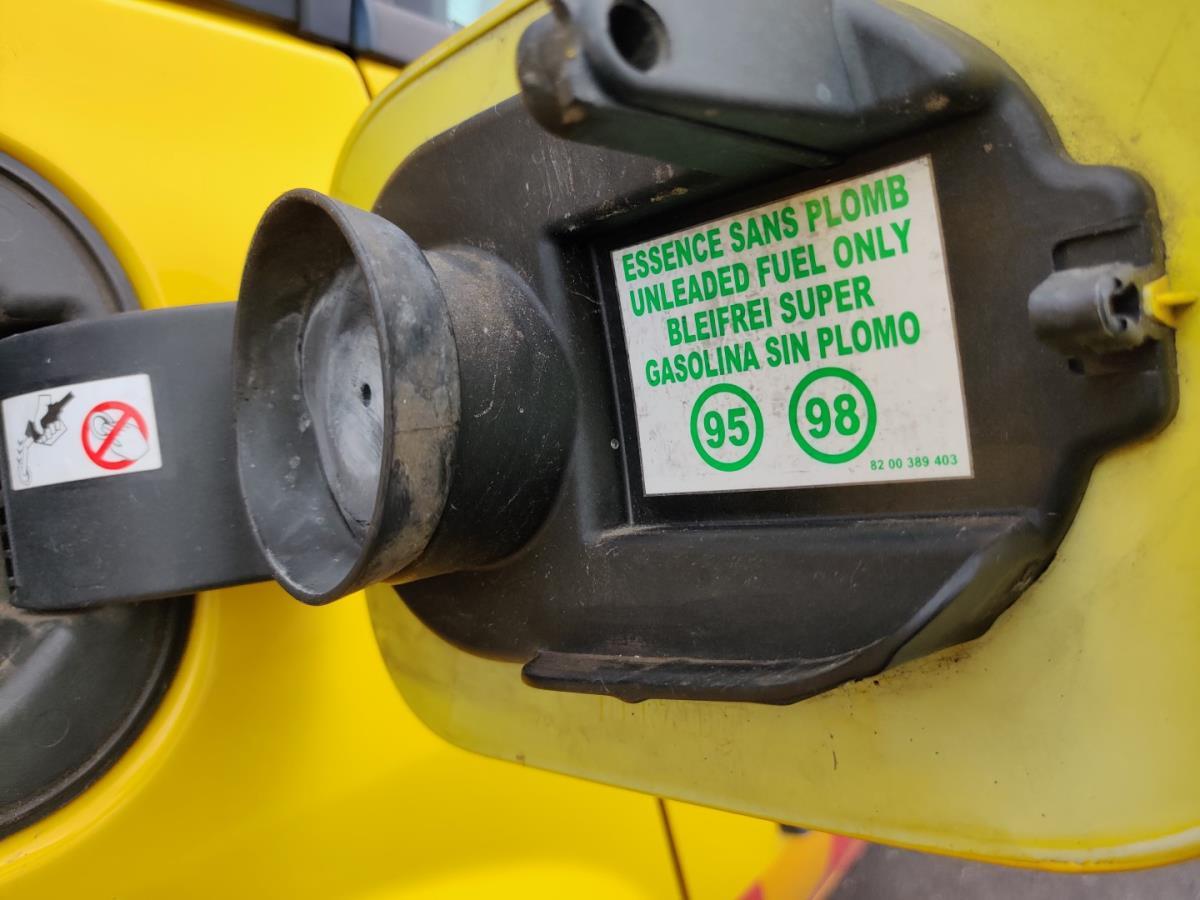 ESSENCE SANS PLOMB
UNLEADED FUEL ONLY
BLEIFREI SUPER
GASOLINA SIN PLOMO
95 98
82 00 389 403